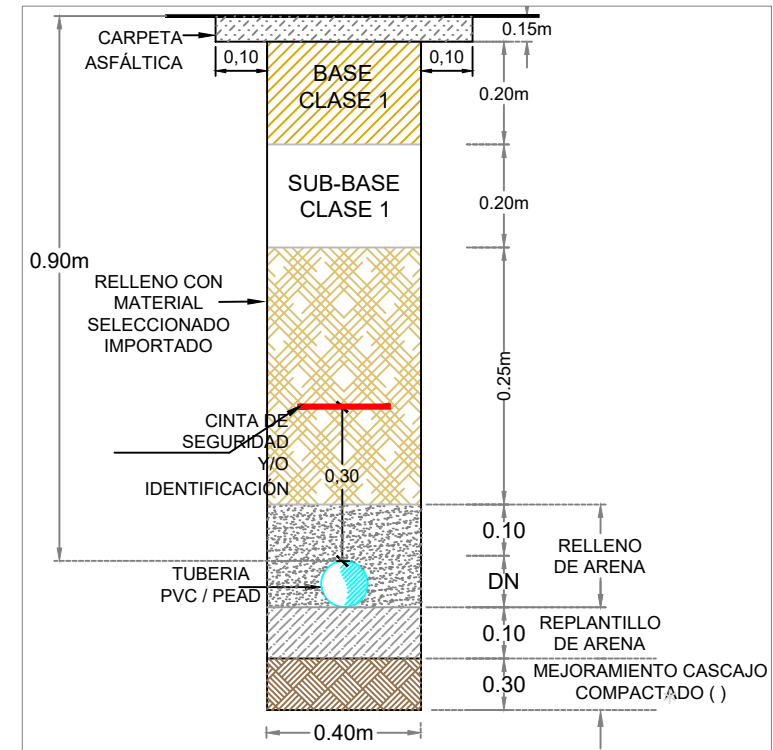 0.15m
CARPETA
ASFÁLTICA
0,10
0,10
BASE
CLASE 1
0.20m
SUB-BASE
CLASE 1
0.20m
0.90m
RELLENO CON
MATERIAL
SELECCIONADO
IMPORTADO
0.25m
CINTA DE
SEGURIDAD
Y/O
IDENTIFICACIÓN
0,30
0.10
RELLENO
DE ARENA
TUBERIA
PVC / PEAD
DN
0.10
REPLANTILLO
DE ARENA
0.30
MEJORAMIENTO CASCAJO
COMPACTADO ( )
0.40m